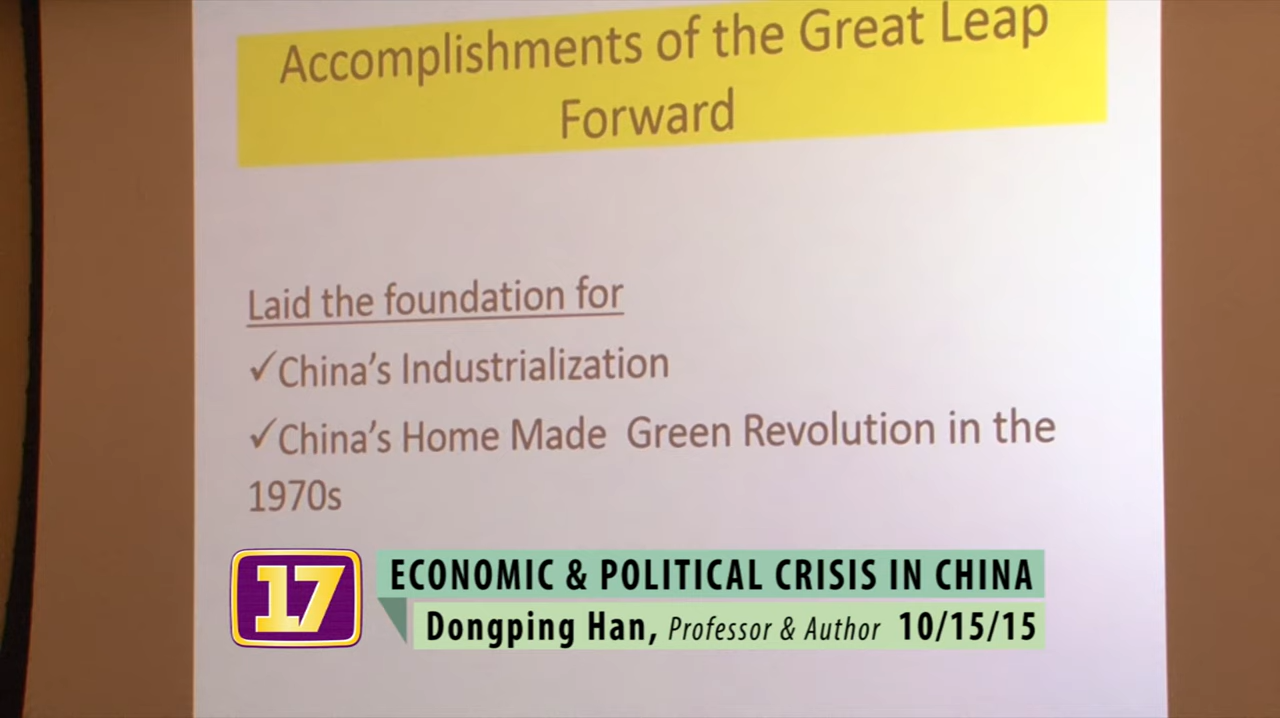 Accomplishments of the Great Leap
Forward
Laid the foundation for
✓China's Industrialization
✓China's Home Made  Green Revolution in the
1970s
17
ECONOMIC & POLITICAL CRISIS IN CHINA
Dongping Han, Professor & Author 10/15/15